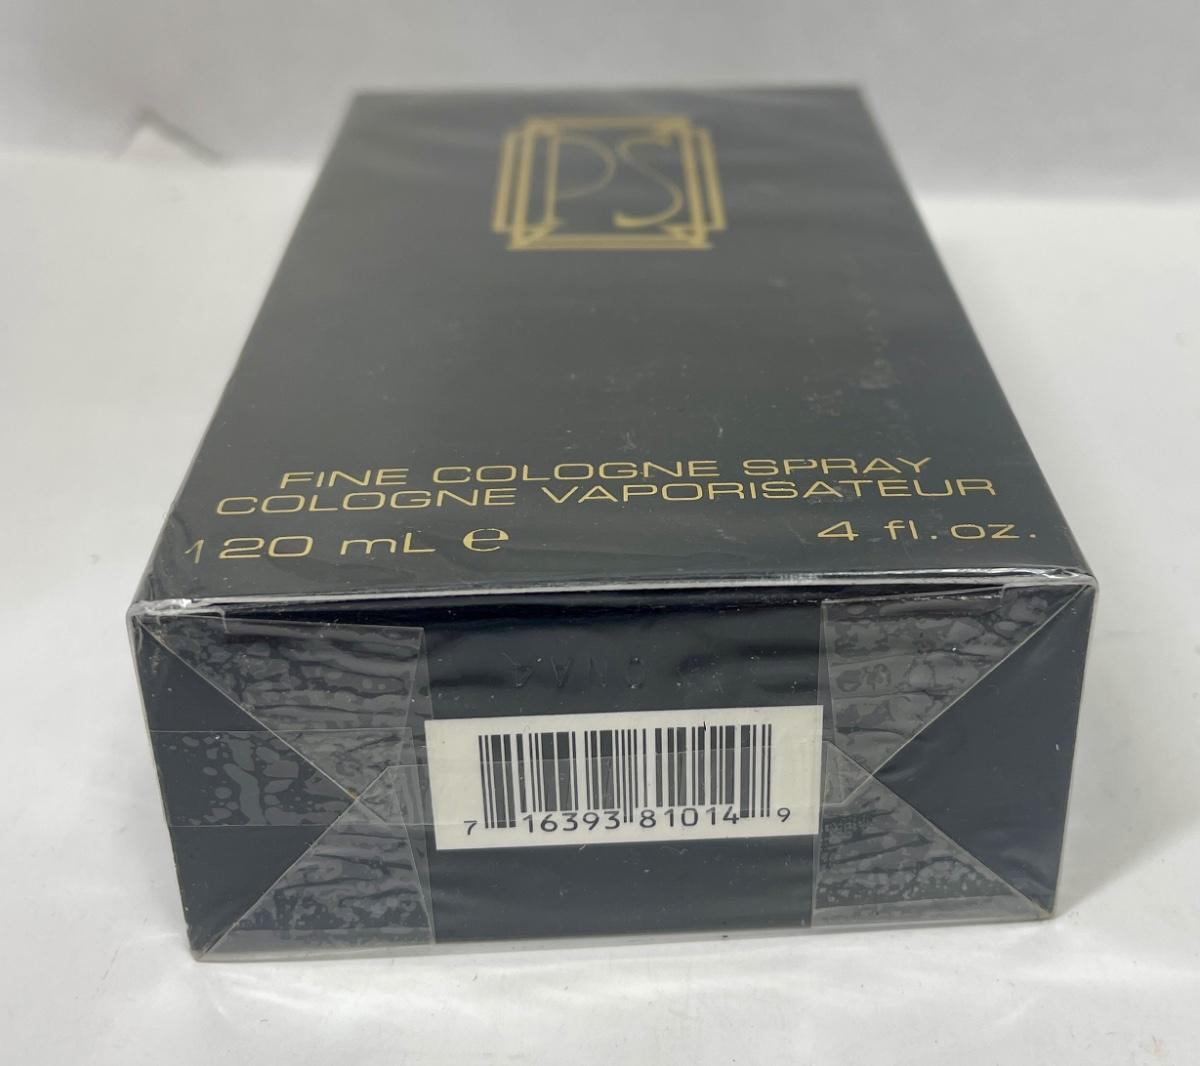 PS
FINE COLOGNE SPRAY
COLOGNE VAPORISATEUR
120 mL ℮ 4 fl. oz.
7 16393 81014 9